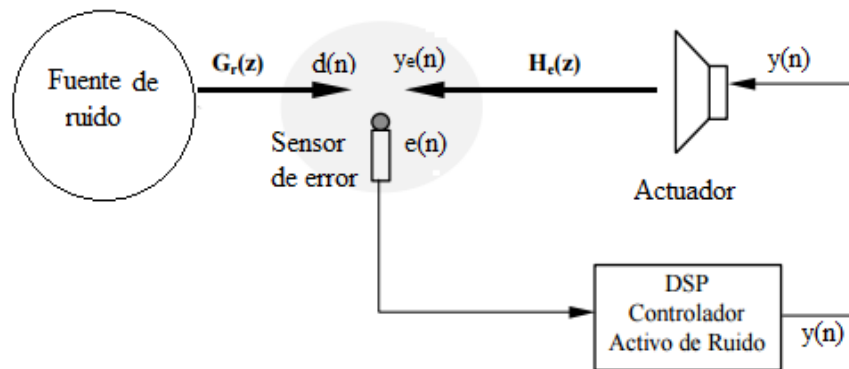 Fuente de
ruido
Gr(z)
d(n)
ye(n)
He(z)
y(n)
Sensor
de error
e(n)
Actuador
DSP
Controlador
Activo de Ruido
y(n)